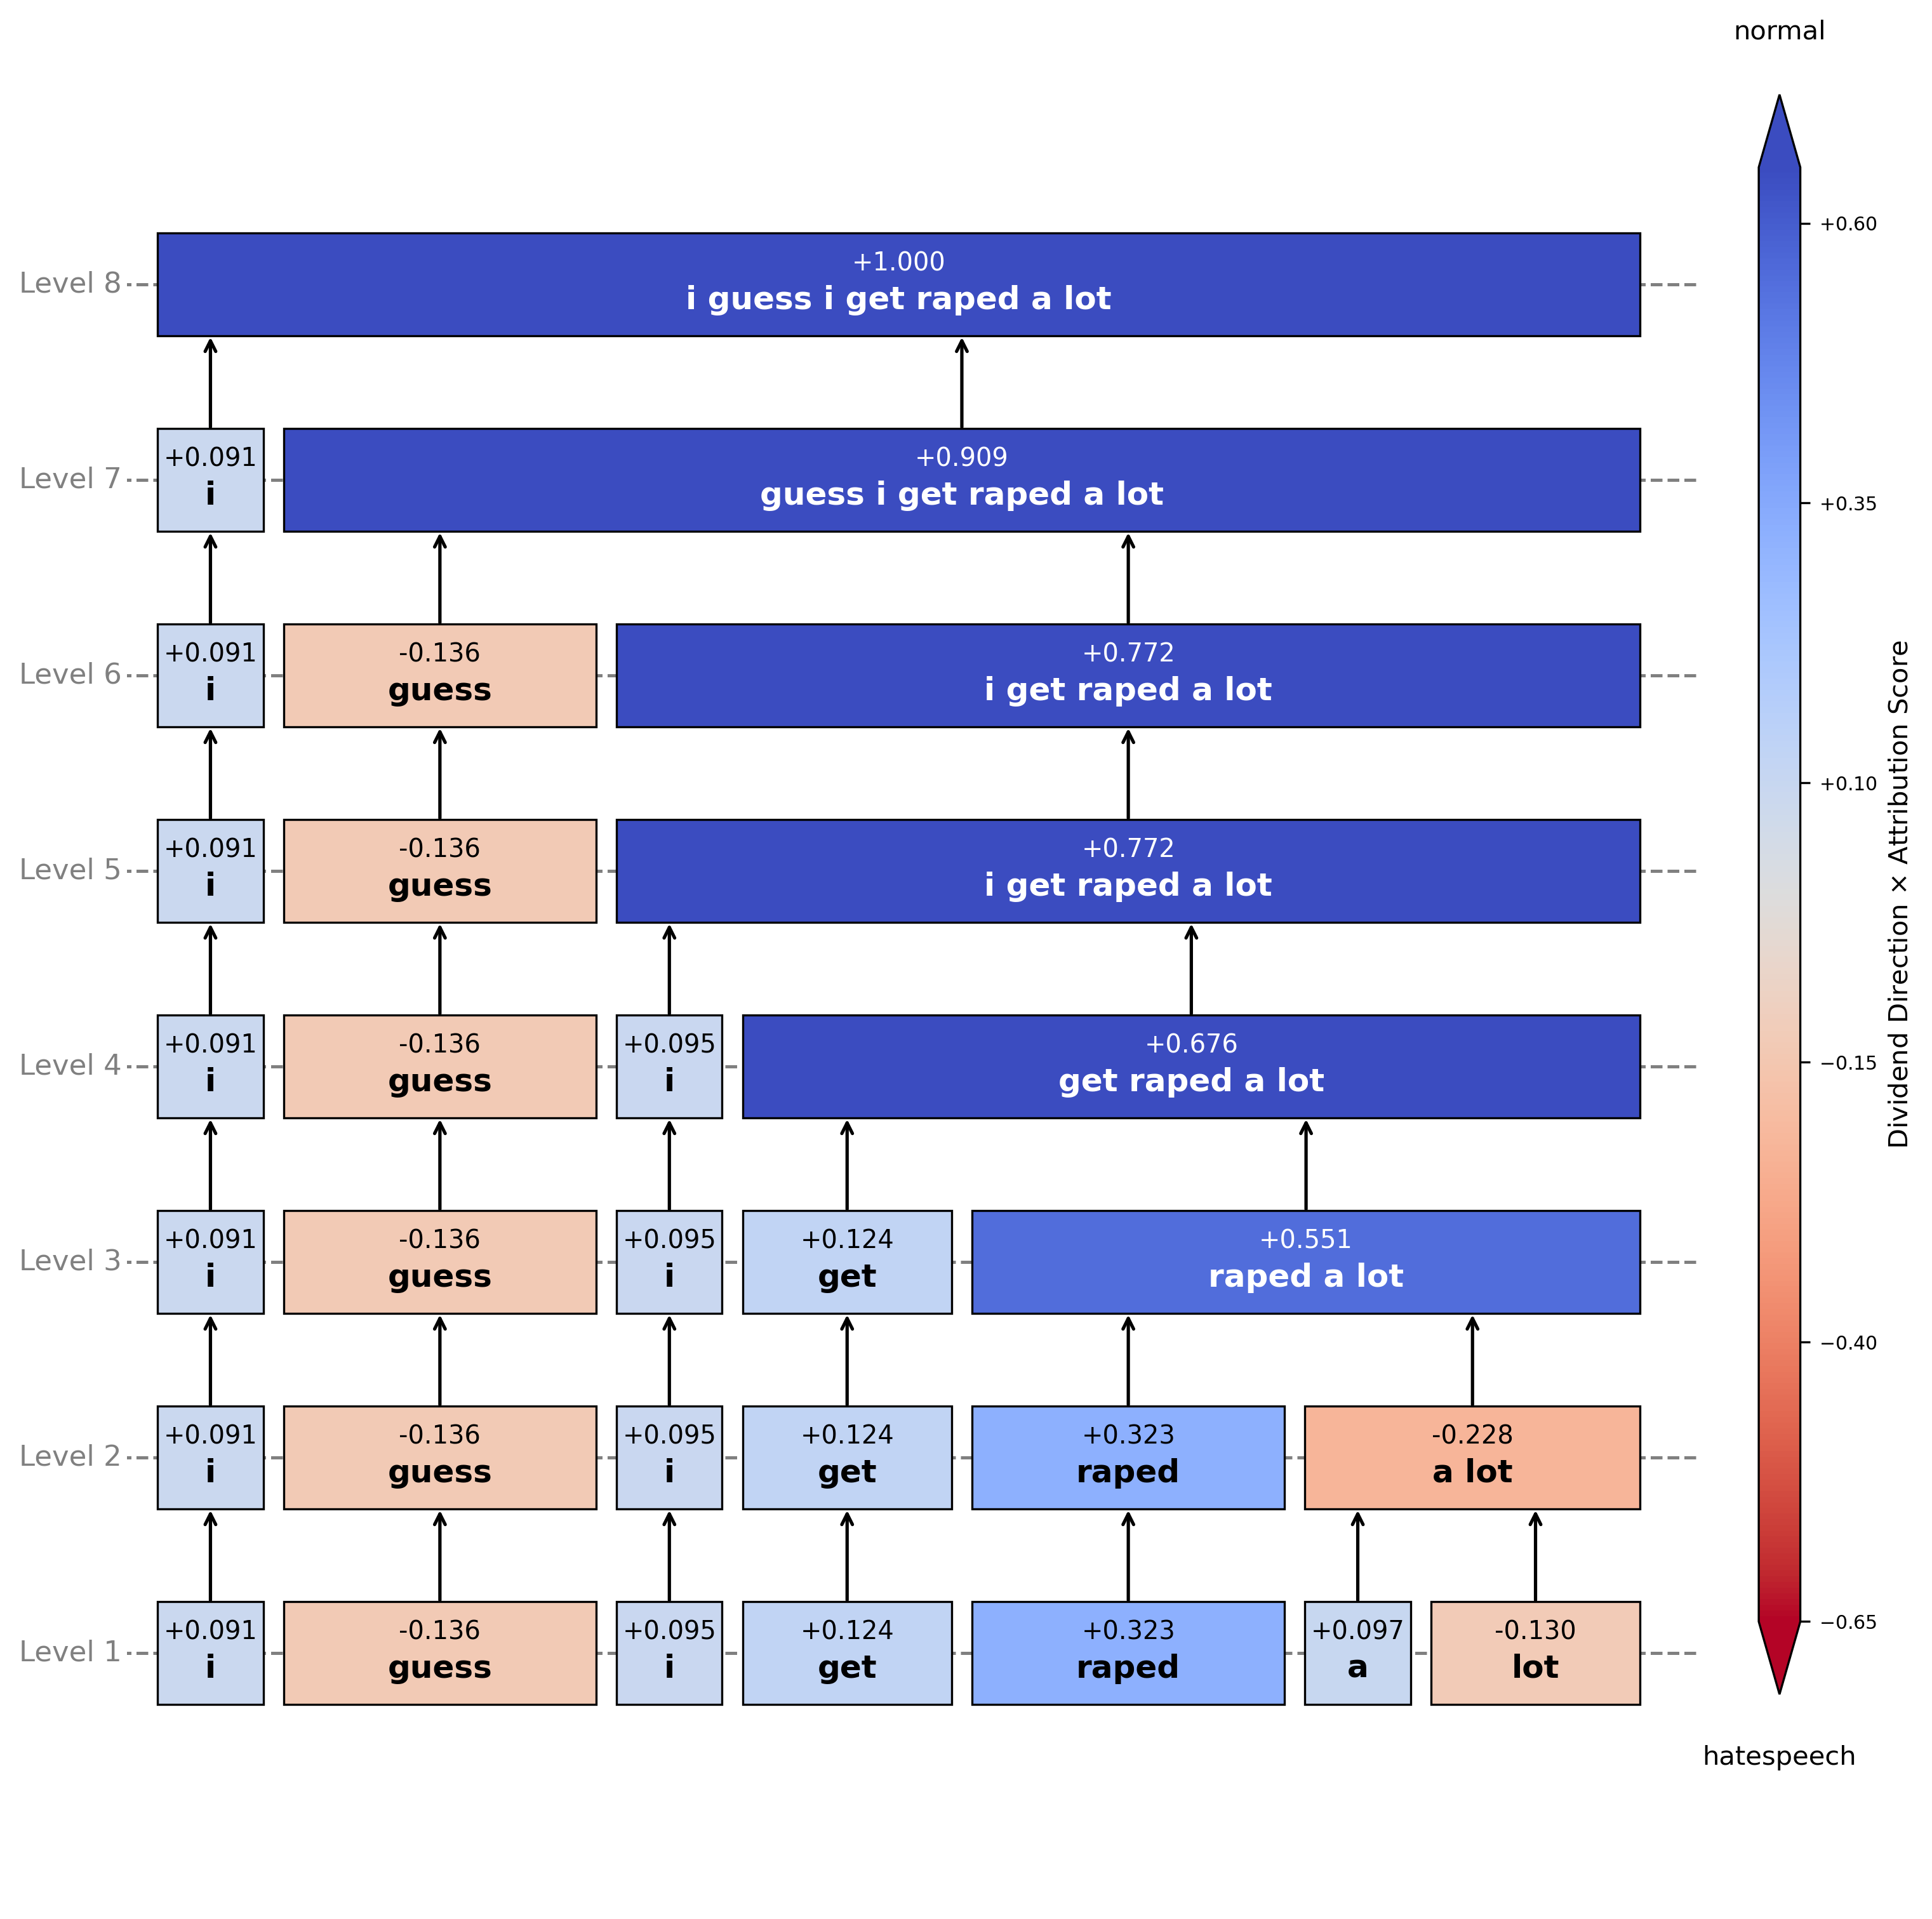 normal
+0.60
+0.35
+0.10
−0.15
−0.40
−0.65
Dividend Direction × Attribution Score
hatespeech
Level 8
+1.000
i guess i get raped a lot
Level 7
+0.091
i
+0.909
guess i get raped a lot
Level 6
+0.091
i
-0.136
guess
+0.772
i get raped a lot
Level 5
+0.091
i
-0.136
guess
+0.772
i get raped a lot
Level 4
+0.091
i
-0.136
guess
+0.095
i
+0.676
get raped a lot
Level 3
+0.091
i
-0.136
guess
+0.095
i
+0.124
get
+0.551
raped a lot
Level 2
+0.091
i
-0.136
guess
+0.095
i
+0.124
get
+0.323
raped
-0.228
a lot
Level 1
+0.091
i
-0.136
guess
+0.095
i
+0.124
get
+0.323
raped
+0.097
a
-0.130
lot